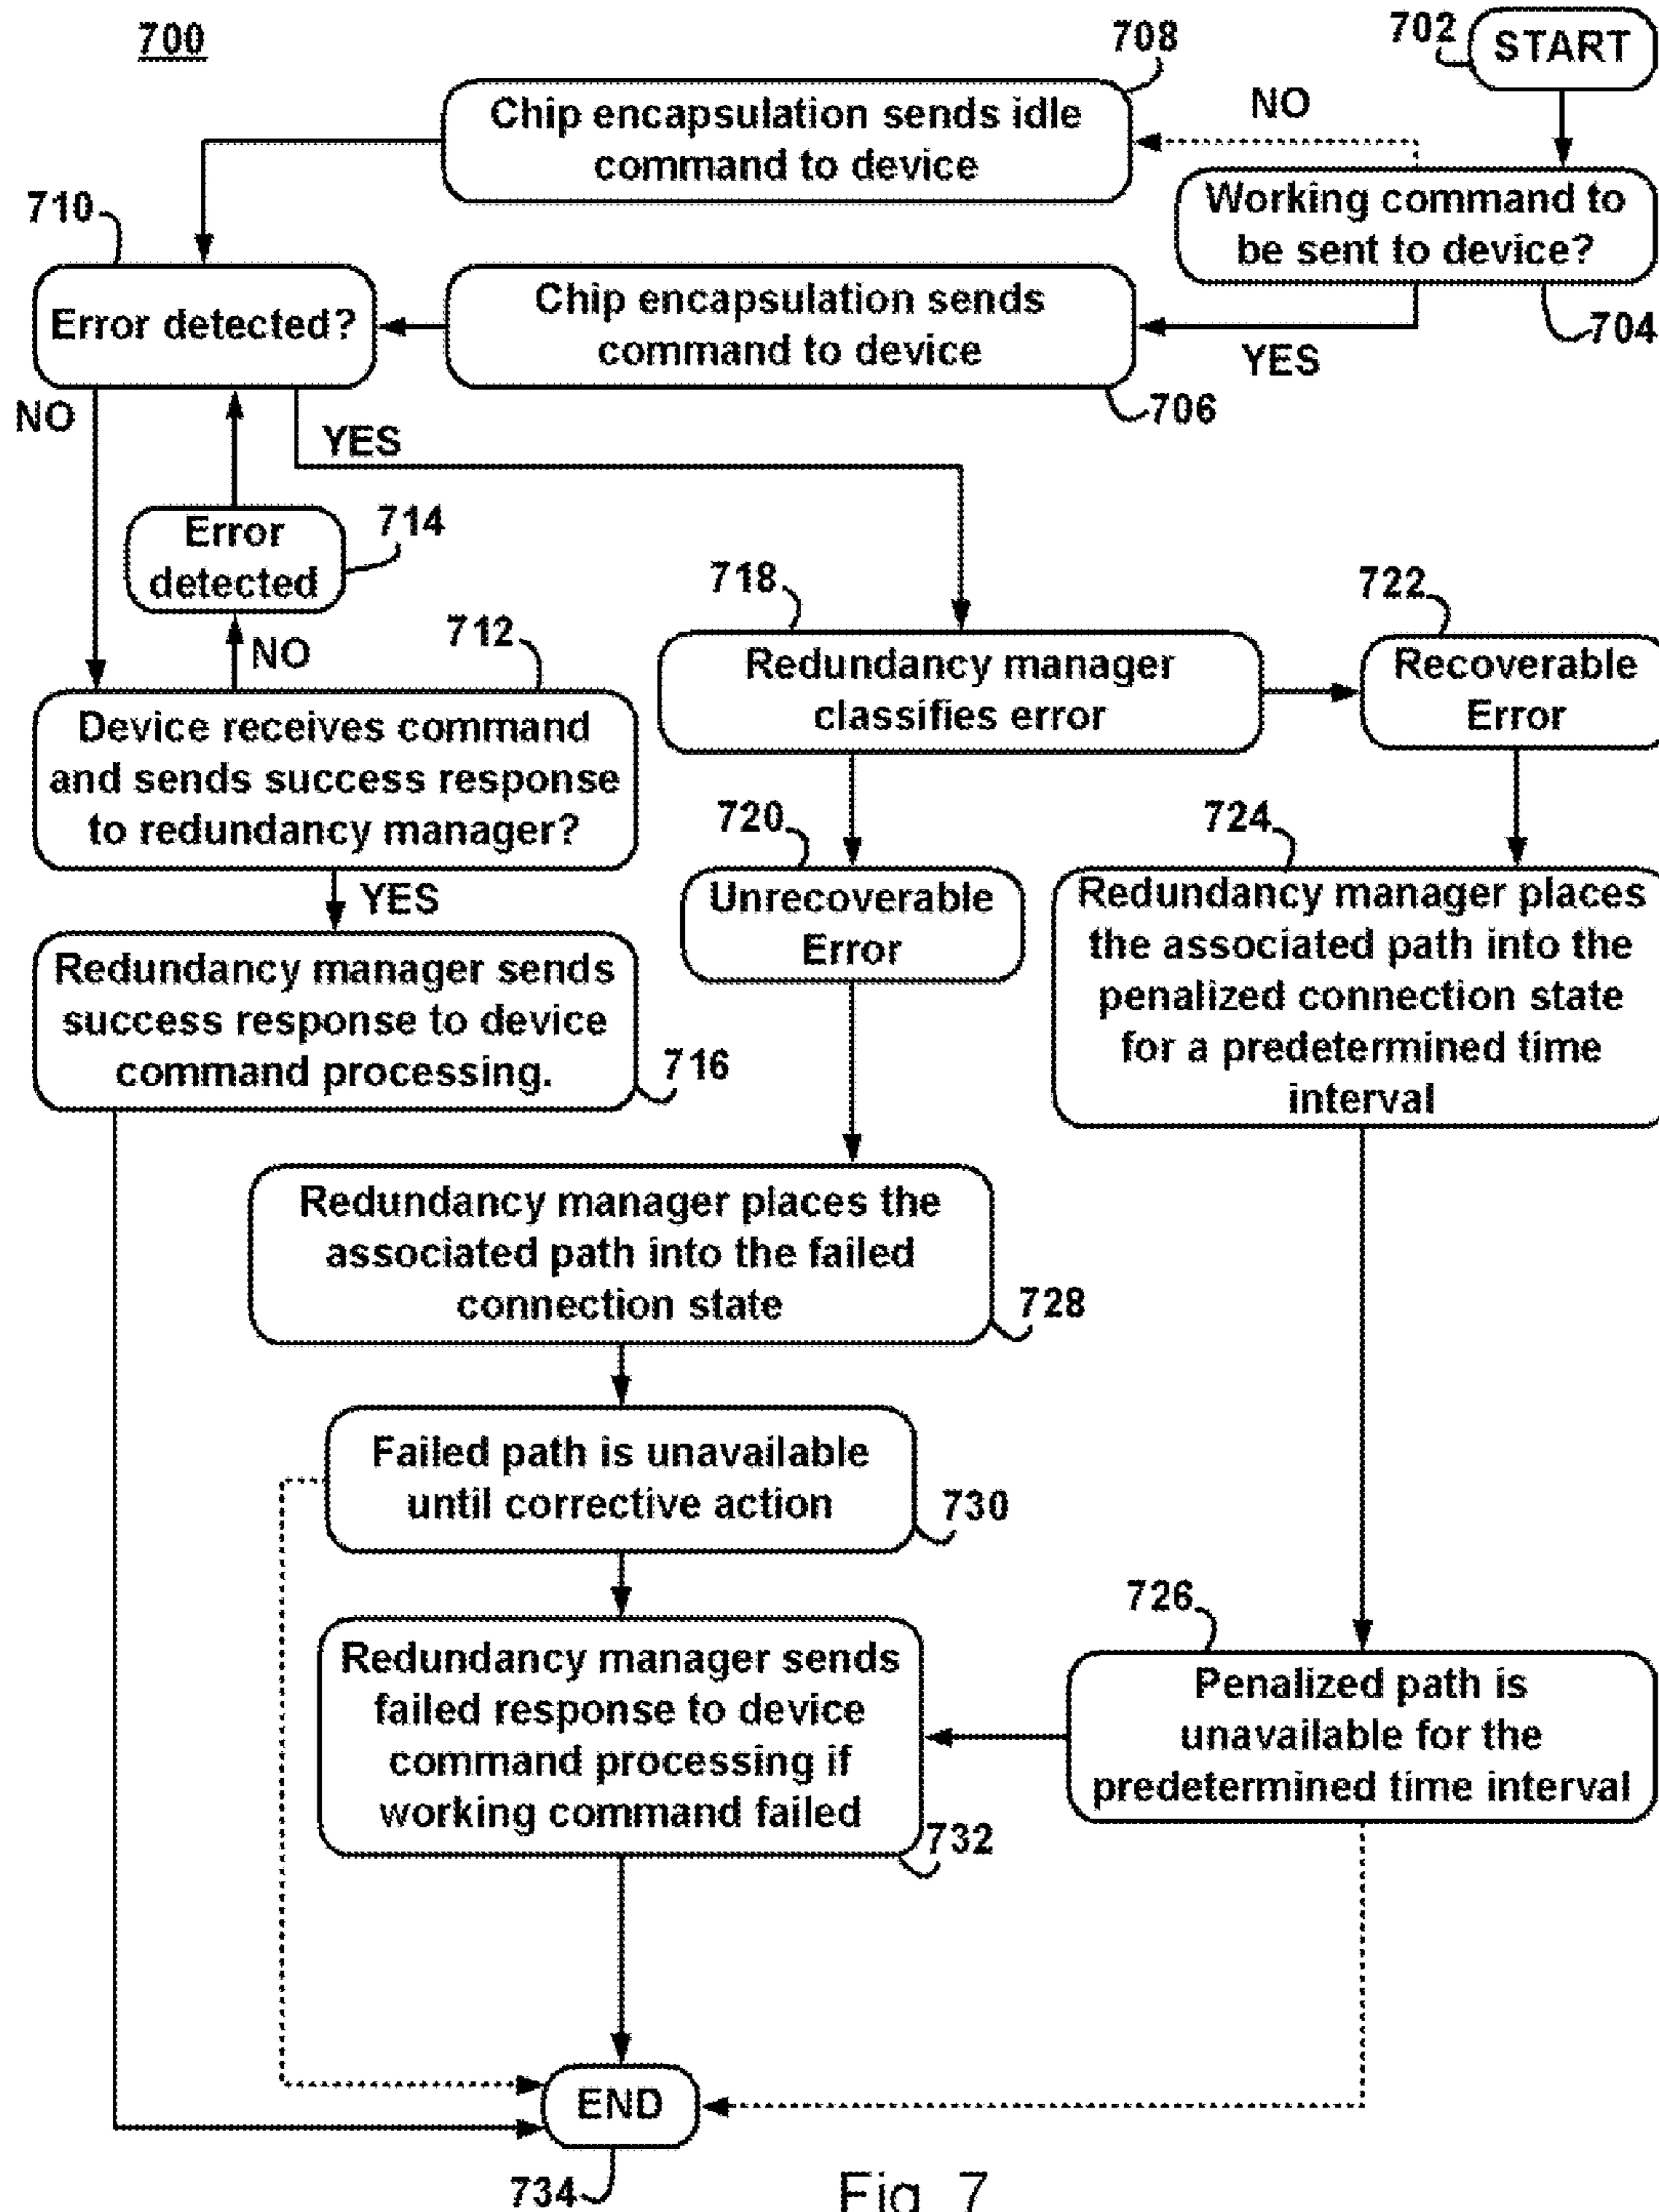 700
702
START
708
Chip encapsulation sends idle
command to device
NO
Working command to
be sent to device?
704
710
Error detected?
Chip encapsulation sends
command to device
YES
706
NO
YES
Error
detected
714
NO
712
Device receives command
and sends success response
to redundancy manager?
YES
718
Redundancy manager
classifies error
722
Recoverable
Error
720
Unrecoverable
Error
724
Redundancy manager places
the associated path into the
penalized connection state
for a predetermined time
interval
Redundancy manager sends
success response to device
command processing.
716
Redundancy manager places the
associated path into the failed
connection state
728
Failed path is unavailable
until corrective action
730
726
Penalized path is
unavailable for the
predetermined time interval
Redundancy manager sends
failed response to device
command processing if
working command failed
732
END
734
Fig. 7